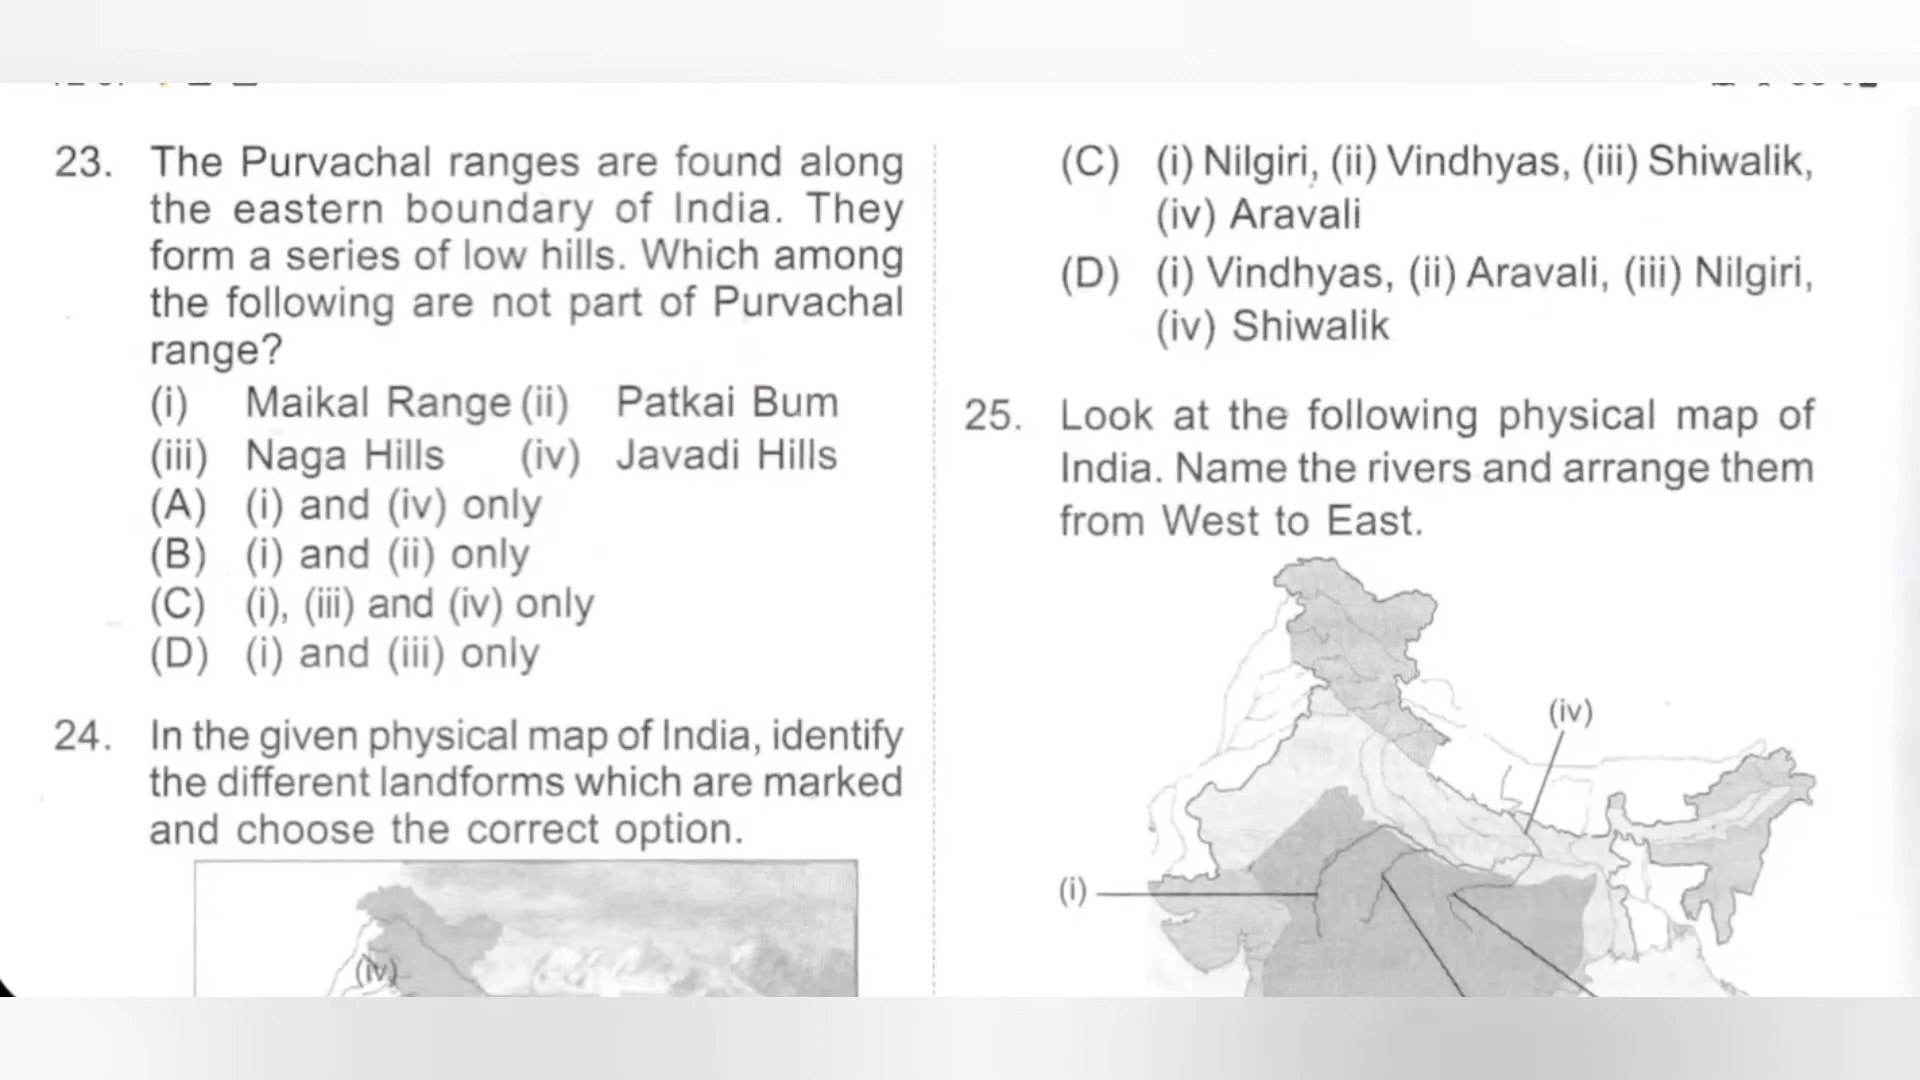 23. The Purvachal ranges are found along
the eastern boundary of India. They
form a series of low hills. Which among
the following are not part of Purvachal
range?
(i) Maikal Range (ii) Patkai Bum
(iii) Naga Hills (iv) Javadi Hills
(A) (i) and (iv) only
(B) (i) and (ii) only
(C) (i), (iii) and (iv) only
(D) (i) and (iii) only
24. In the given physical map of India, identify
the different landforms which are marked
and choose the correct option.
(iv)
(C) (i) Nilgiri, (ii) Vindhyas, (iii) Shiwalik,
(iv) Aravali
(D) (i) Vindhyas, (ii) Aravali, (iii) Nilgiri,
(iv) Shiwalik
25. Look at the following physical map of
India. Name the rivers and arrange them
from West to East.
(iv)
(i)